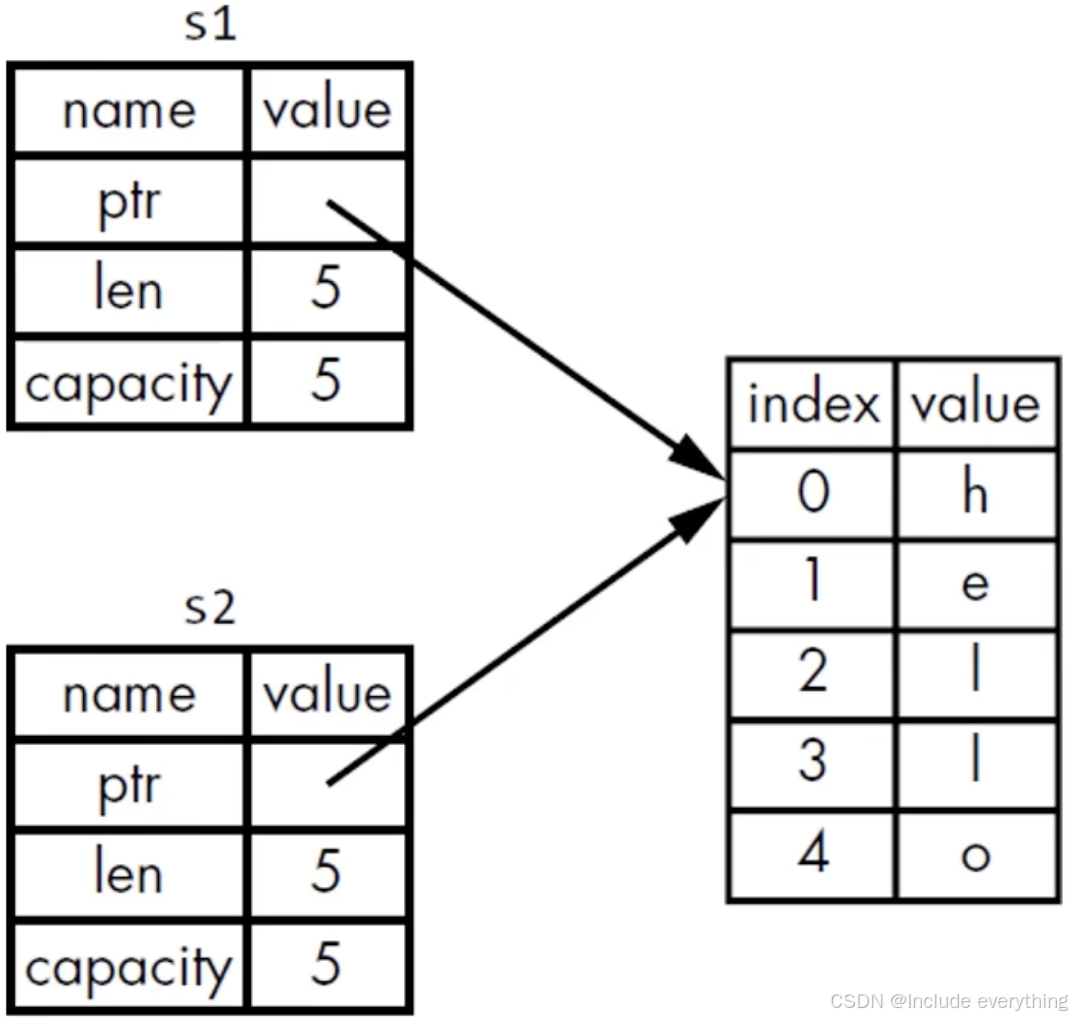 s1
name value
ptr
len 5
capacity 5
index value
0 h
1 e
2 l
3 l
4 o
s2
name value
ptr
len 5
capacity 5
CSDN @Include everything